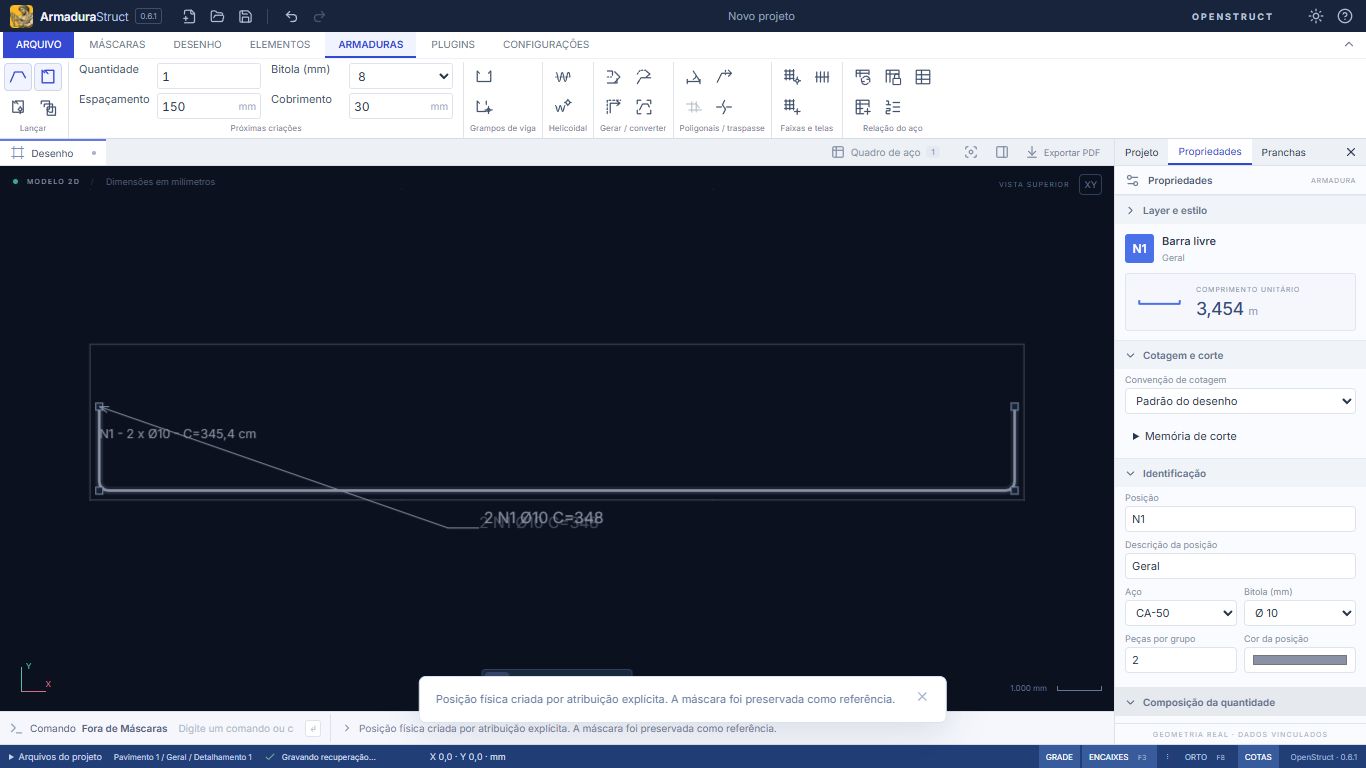 ArmaduraStruct 0.6.1 Novo projeto OPENSTRUCT
ARQUIVO MÁSCARAS DESENHO ELEMENTOS ARMADURAS PLUGINS CONFIGURAÇÕES
Quantidade 1 Bitola (mm) 8
Espaçamento 150 mm Cobrimento 30 mm
Lançar Próximas criações Grampos de viga Helicoidal Gerar / converter Poligonais / traspasse Faixas e telas Relação do aço
Desenho Quadro de aço 1 Exportar PDF
MODELO 2D / Dimensões em milímetros VISTA SUPERIOR XY
N1 - 2 x Ø10 - C=345,4 cm
2 N1 Ø10 C=348
2 N1 Ø10 C=348
Y
X
1.000 mm
Projeto Propriedades Pranchas
Propriedades ARMADURA
Layer e estilo
N1 Barra livre
Geral
COMPRIMENTO UNITÁRIO
3,454 m
Cotagem e corte
Convenção de cotagem
Padrão do desenho
Memória de corte
Identificação
Posição
N1
Descrição da posição
Geral
Aço Bitola (mm)
CA-50 Ø 10
Peças por grupo Cor da posição
2
Composição da quantidade
GEOMETRIA REAL · DADOS VINCULADOS
Posição física criada por atribuição explícita. A máscara foi preservada como referência.
Comando Fora de Máscaras Digite um comando ou c Posição física criada por atribuição explícita. A máscara foi preservada como referência.
Arquivos do projeto Pavimento 1 / Geral / Detalhamento 1 Gravando recuperação... X 0,0 · Y 0,0 · mm GRADE ENCAIXES F3 ORTO F8 COTAS OpenStruct · 0.6.1